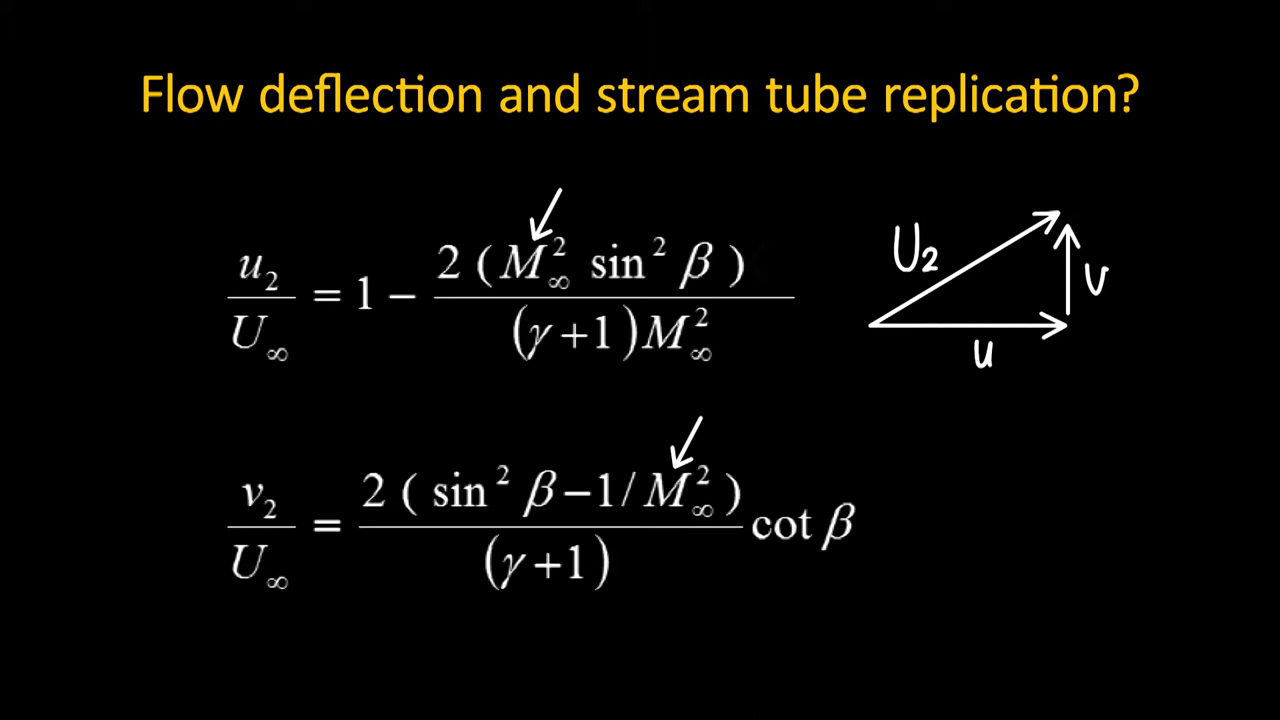 Flow deflection and stream tube replication?
u₂ / U∞ = 1 − 2 ( M∞² sin² β ) / (γ+1)M∞²
U₂
v
u
v₂ / U∞ = 2 ( sin² β−1/ M∞² ) / (γ+1) cot β